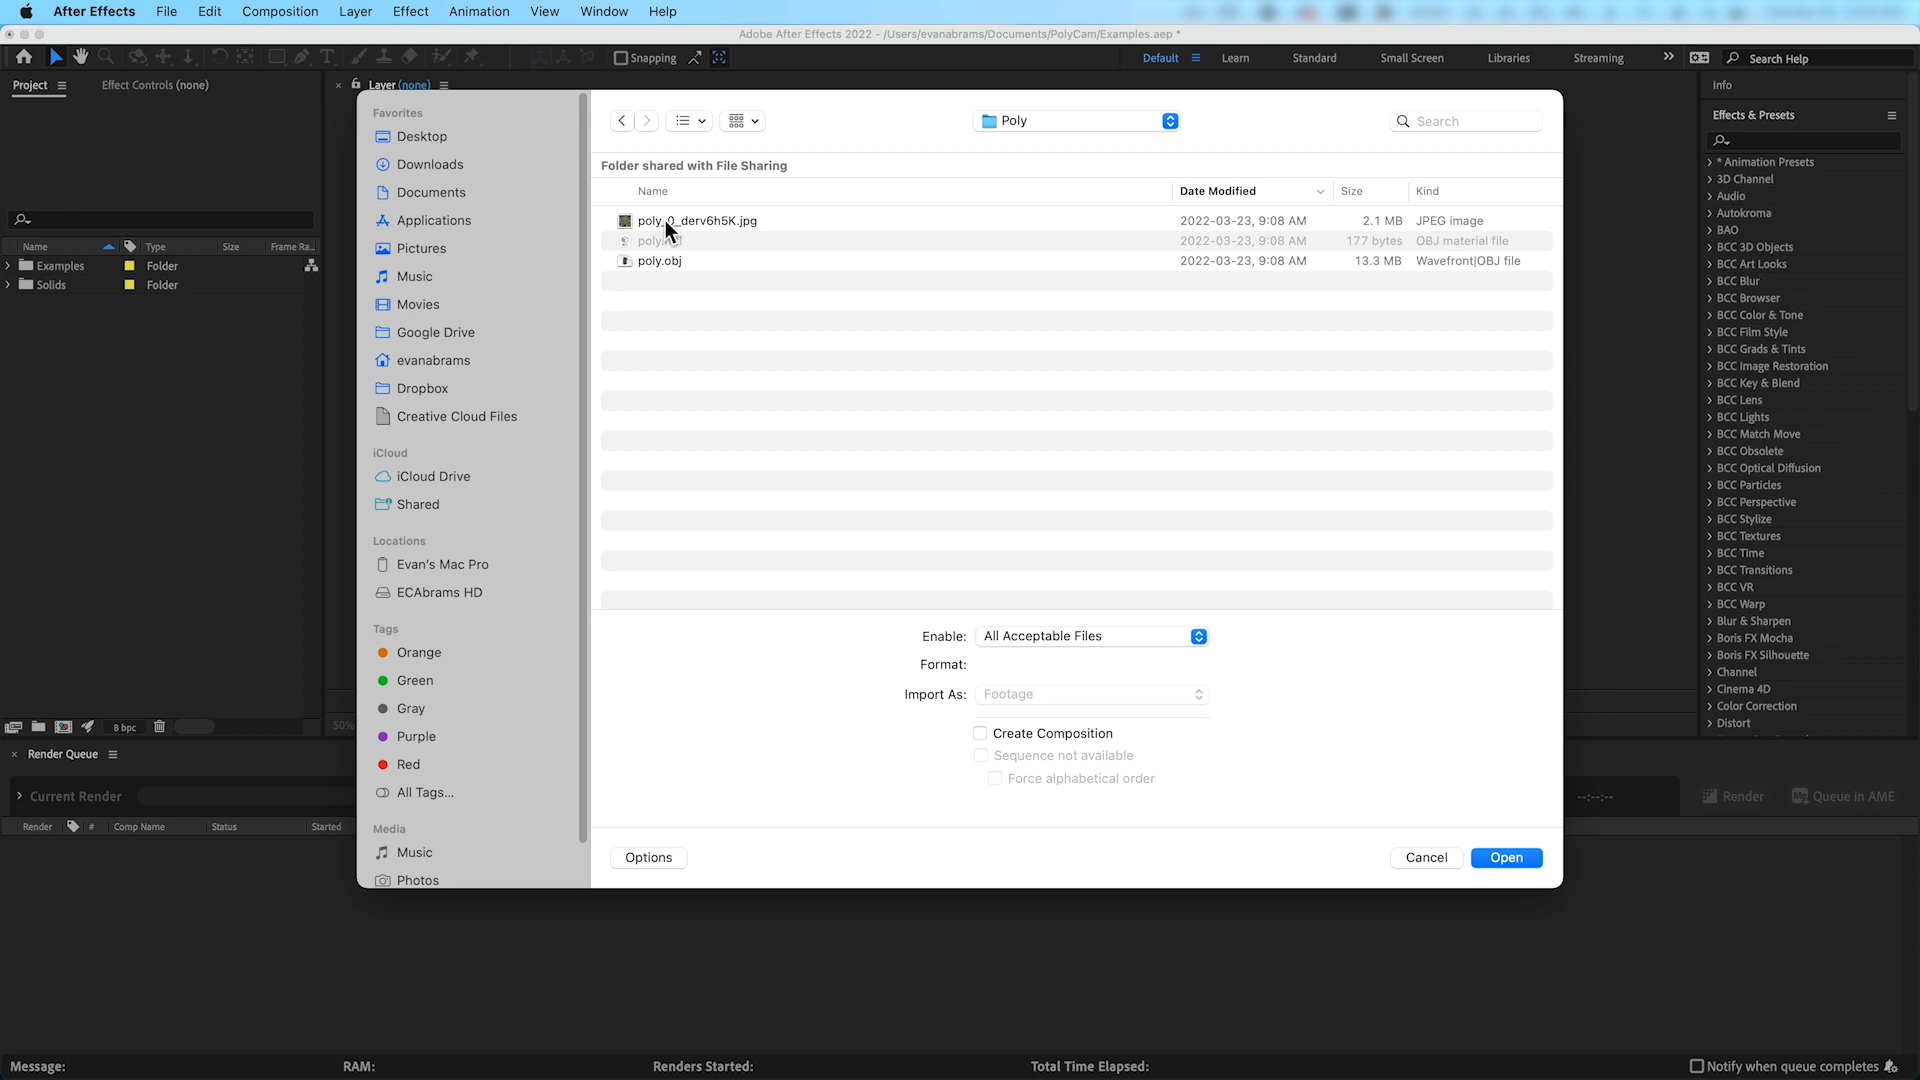 After Effects File Edit Composition Layer Effect Animation View Window Help
Adobe After Effects 2022 - /Users/evanabrams/Documents/PolyCam/Examples.aep *
Snapping
Default
Learn
Standard
Small Screen
Libraries
Streaming
Search Help
Project
Effect Controls (none)
Layer (none)
Name Type Size Frame Ra...
Examples Folder
Solids Folder
8 bpc
50%
Favorites
Desktop
Downloads
Documents
Applications
Pictures
Music
Movies
Google Drive
evanabrams
Dropbox
Creative Cloud Files
iCloud
iCloud Drive
Shared
Locations
Evan's Mac Pro
ECAbrams HD
Tags
Orange
Green
Gray
Purple
Red
All Tags...
Media
Music
Photos
Poly
Search
Folder shared with File Sharing
Name Date Modified Size Kind
poly_0_derv6h5K.jpg 2022-03-23, 9:08 AM 2.1 MB JPEG image
2022-03-23, 9:08 AM 177 bytes OBJ material file
poly.obj 2022-03-23, 9:08 AM 13.3 MB Wavefront|OBJ file
Enable: All Acceptable Files
Format:
Import As: Footage
Create Composition
Sequence not available
Force alphabetical order
Options
Cancel
Open
Info
Effects & Presets
* Animation Presets
3D Channel
Audio
Autokroma
BAO
BCC 3D Objects
BCC Art Looks
BCC Blur
BCC Browser
BCC Color & Tone
BCC Film Style
BCC Grads & Tints
BCC Image Restoration
BCC Key & Blend
BCC Lens
BCC Lights
BCC Match Move
BCC Obsolete
BCC Optical Diffusion
BCC Particles
BCC Perspective
BCC Stylize
BCC Textures
BCC Time
BCC Transitions
BCC VR
BCC Warp
Blur & Sharpen
Boris FX Mocha
Boris FX Silhouette
Channel
Cinema 4D
Color Correction
Distort
Render Queue
Current Render
--:--:--
Render
Queue in AME
Render # Comp Name Status Started
Message: RAM: Renders Started: Total Time Elapsed: Notify when queue completes